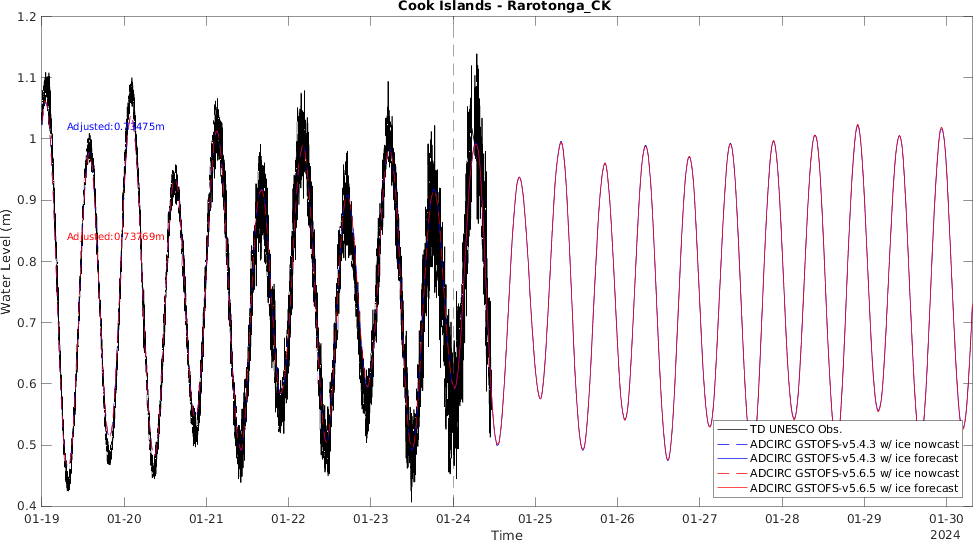 Cook Islands - Rarotonga_CK
1.2
1.1
1
0.9
0.8
0.7
0.6
0.5
0.4
Water Level (m)
Adjusted:0.73475m
Adjusted:0.73769m
TD UNESCO Obs.
ADCIRC GSTOFS-v5.4.3 w/ ice nowcast
ADCIRC GSTOFS-v5.4.3 w/ ice forecast
ADCIRC GSTOFS-v5.6.5 w/ ice nowcast
ADCIRC GSTOFS-v5.6.5 w/ ice forecast
01-19 01-20 01-21 01-22 01-23 01-24 01-25 01-26 01-27 01-28 01-29 01-30
Time 2024